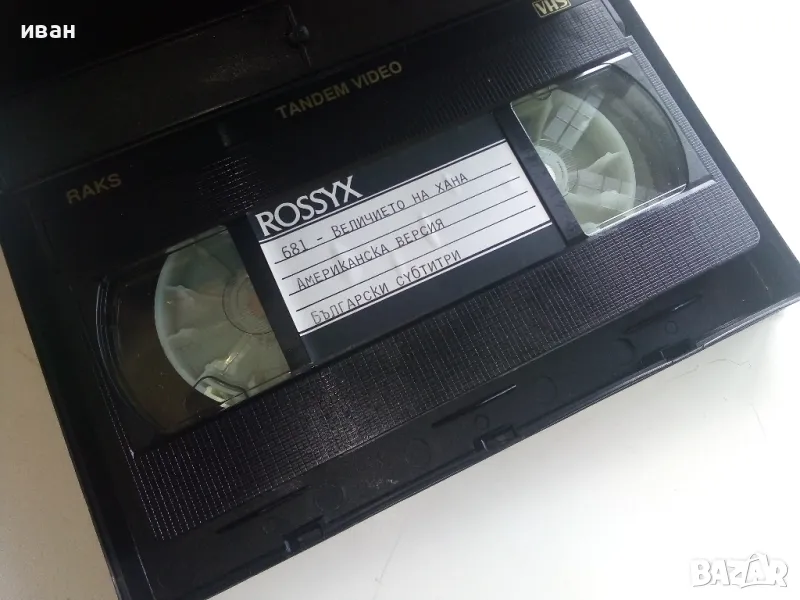 иван
VHS
TANDEM VIDEO
RAKS
ROSSYX
681 - ВЕЛИЧИЕТО НА ХАНА
АМЕРИКАНСКА ВЕРСИЯ
БЪЛГАРСКИ СУБТИТРИ
BAZAR